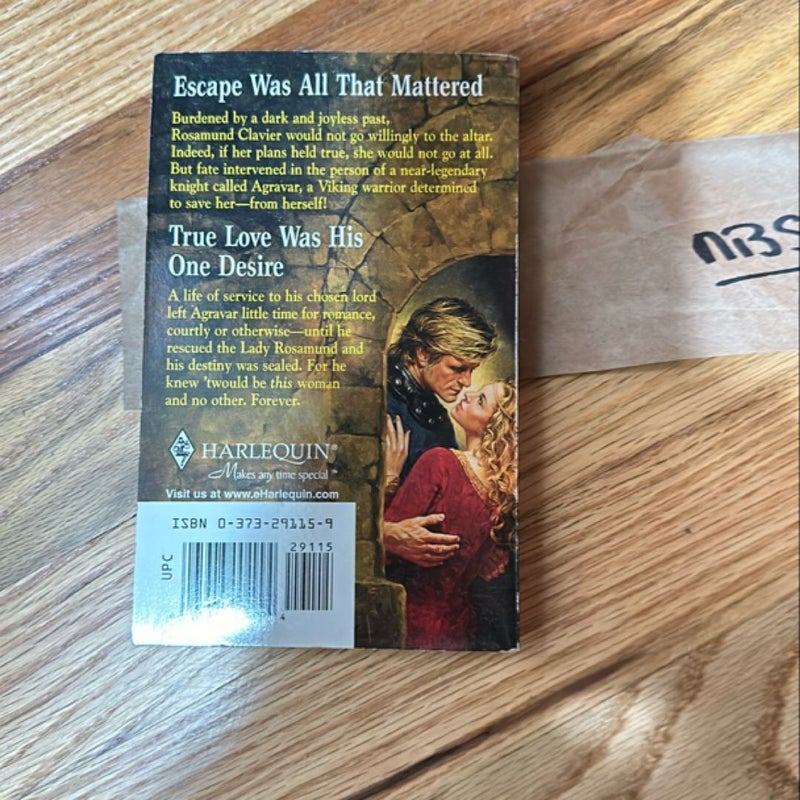 Escape Was All That Mattered
Burdened by a dark and joyless past,
Rosamund Clavier would not go willingly to the altar.
Indeed, if her plans held true, she would not go at all.
But fate intervened in the person of a near-legendary
knight called Agravar, a Viking warrior determined
to save her—from herself!
True Love Was His
One Desire
A life of service to his chosen lord
left Agravar little time for romance,
courtly or otherwise—until he
rescued the Lady Rosamund and
his destiny was sealed. For he
knew 'twould be this woman
and no other. Forever.
HARLEQUIN®
Makes any time special™
Visit us at www.eHarlequin.com
ISBN 0-373-29115-9
29115
UPC
4